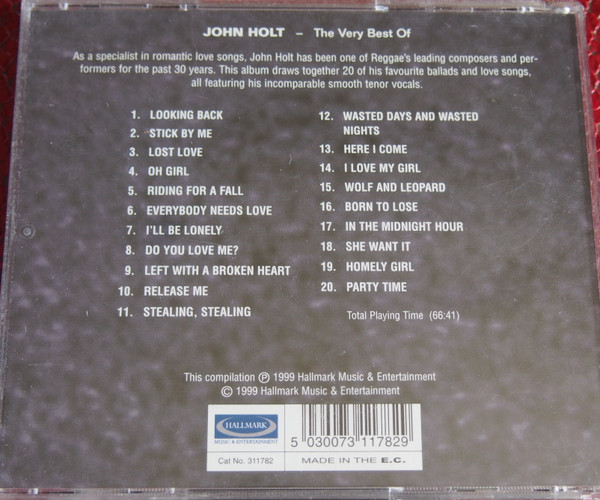 JOHN HOLT – The Very Best Of
As a specialist in romantic love songs, John Holt has been one of Reggae's leading composers and per-
formers for the past 30 years. This album draws together 20 of his favourite ballads and love songs,
all featuring his incomparable smooth tenor vocals.
1. LOOKING BACK
2. STICK BY ME
3. LOST LOVE
4. OH GIRL
5. RIDING FOR A FALL
6. EVERYBODY NEEDS LOVE
7. I'LL BE LONELY
8. DO YOU LOVE ME?
9. LEFT WITH A BROKEN HEART
10. RELEASE ME
11. STEALING, STEALING
12. WASTED DAYS AND WASTED
NIGHTS
13. HERE I COME
14. I LOVE MY GIRL
15. WOLF AND LEOPARD
16. BORN TO LOSE
17. IN THE MIDNIGHT HOUR
18. SHE WANT IT
19. HOMELY GIRL
20. PARTY TIME
Total Playing Time (66:41)
This compilation ℗ 1999 Hallmark Music & Entertainment
© 1999 Hallmark Music & Entertainment
HALLMARK
MUSIC & ENTERTAINMENT
Cat No. 311782
5 030073 117829
MADE IN THE E.C.